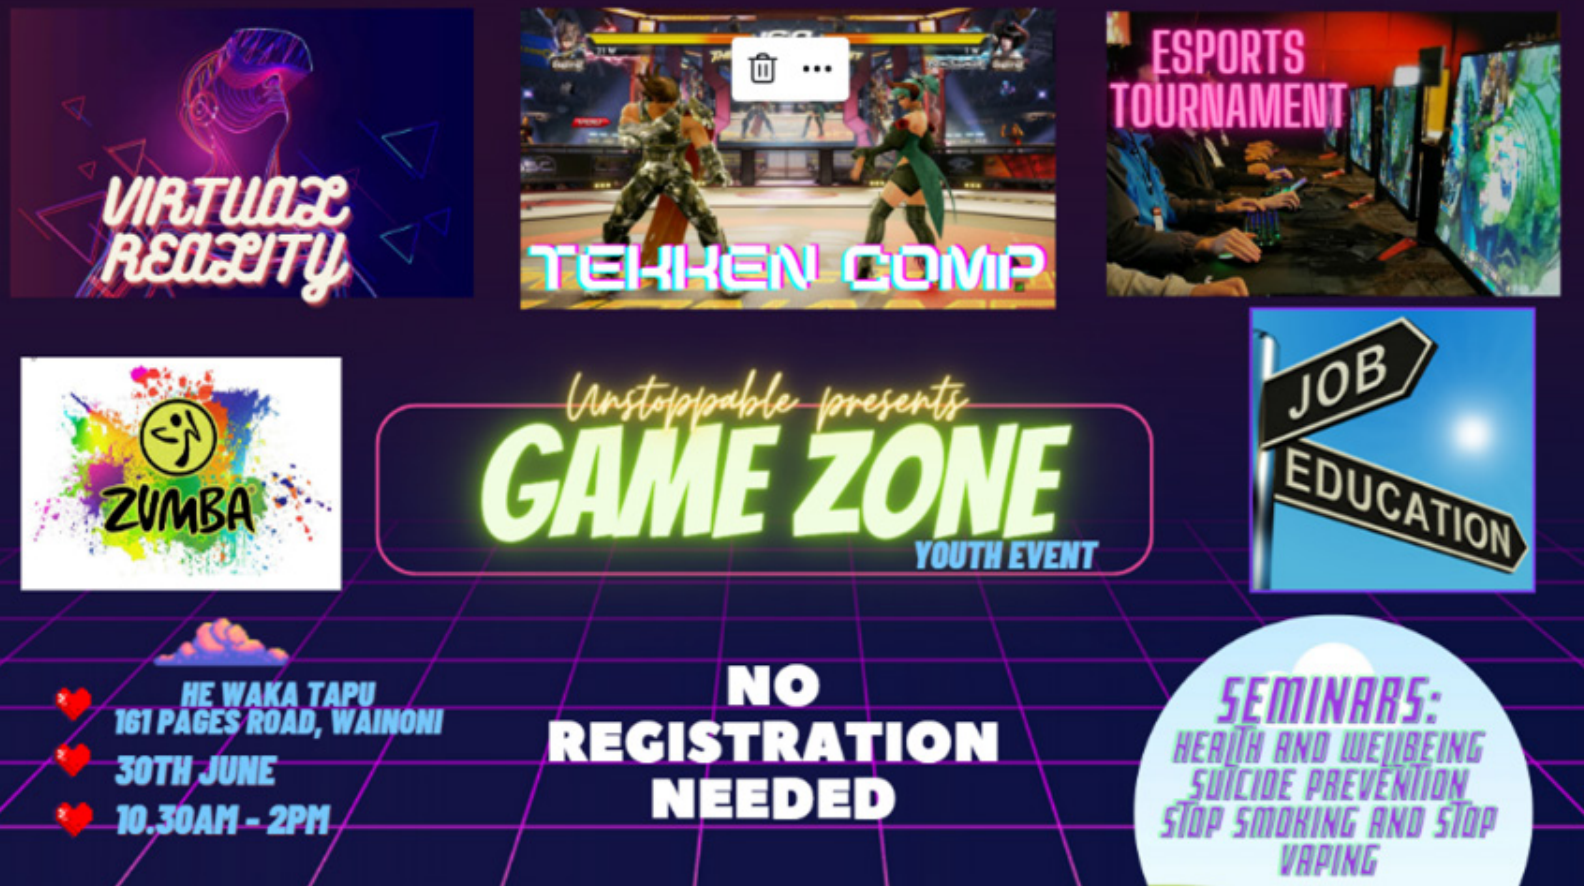 VIRTUAL
REALITY
TEKKEN COMP
ESPORTS
TOURNAMENT
ZUMBA
Unstoppable presents
GAME ZONE
YOUTH EVENT
JOB
EDUCATION
HE WAKA TAPU
161 PAGES ROAD, WAINONI
30TH JUNE
10.30AM - 2PM
NO
REGISTRATION
NEEDED
SEMINARS:
HEALTH AND WELLBEING
SUICIDE PREVENTION
STOP SMOKING AND STOP
VAPING